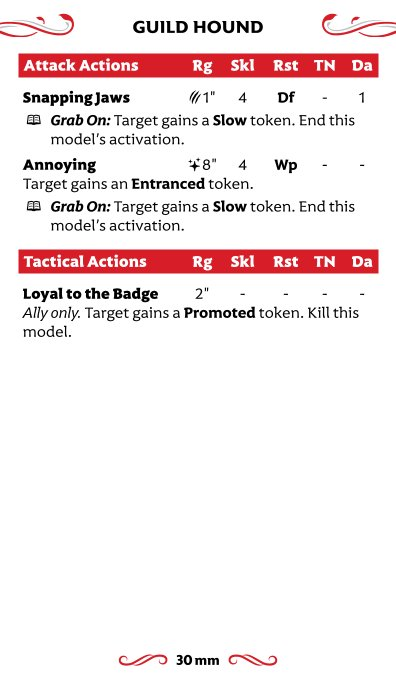 GUILD HOUND
Attack Actions Rg Skl Rst TN Da
Snapping Jaws 1" 4 Df - 1
Grab On: Target gains a Slow token. End this
model's activation.
Annoying 8" 4 Wp - -
Target gains an Entranced token.
Grab On: Target gains a Slow token. End this
model's activation.
Tactical Actions Rg Skl Rst TN Da
Loyal to the Badge 2" - - - -
Ally only. Target gains a Promoted token. Kill this
model.
30 mm